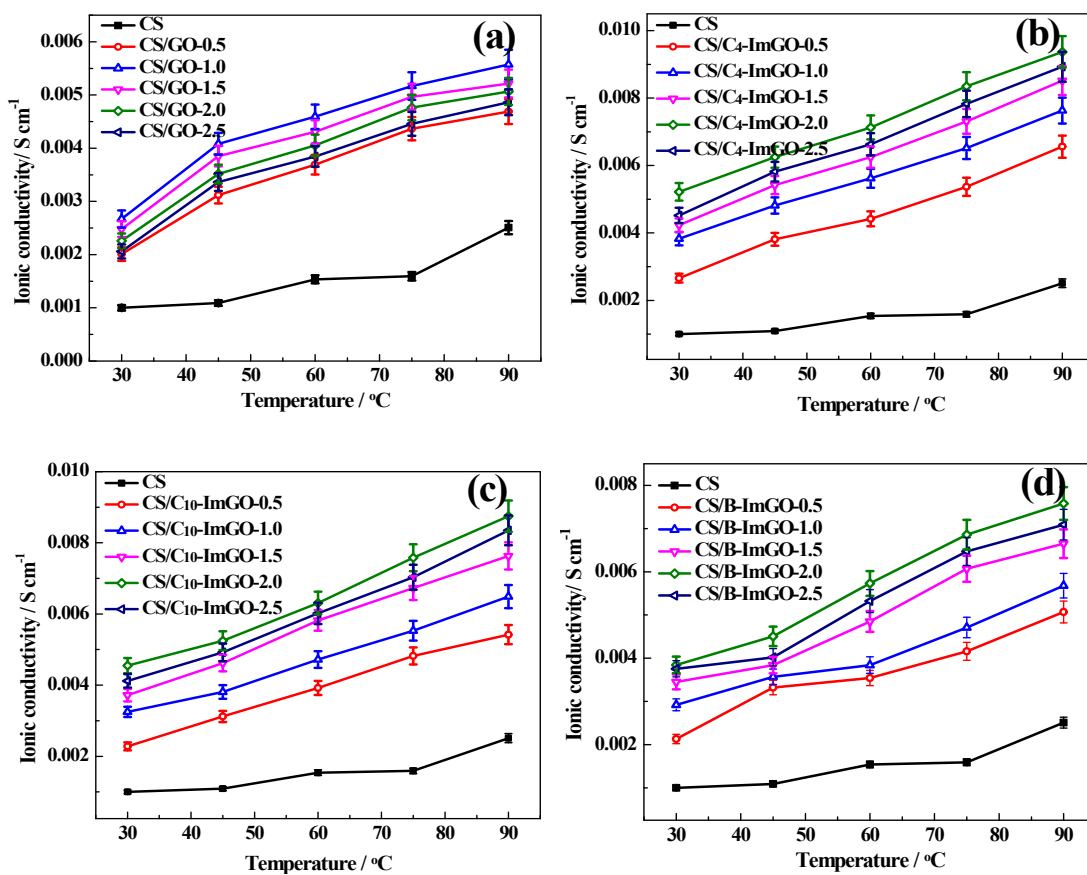 (a)
CS
CS/GO-0.5
CS/GO-1.0
CS/GO-1.5
CS/GO-2.0
CS/GO-2.5
0.006
0.005
0.004
0.003
0.002
0.001
0.000
Ionic conductivity/ S cm⁻¹
30 40 50 60 70 80 90
Temperature / °C
(b)
CS
CS/C₄-ImGO-0.5
CS/C₄-ImGO-1.0
CS/C₄-ImGO-1.5
CS/C₄-ImGO-2.0
CS/C₄-ImGO-2.5
0.010
0.008
0.006
0.004
0.002
Ionic conductivity/ S cm⁻¹
30 40 50 60 70 80 90
Temperature / °C
(c)
CS
CS/C₁₀-ImGO-0.5
CS/C₁₀-ImGO-1.0
CS/C₁₀-ImGO-1.5
CS/C₁₀-ImGO-2.0
CS/C₁₀-ImGO-2.5
0.010
0.008
0.006
0.004
0.002
Ionic conductivity / S cm⁻¹
30 40 50 60 70 80 90
Temperature / °C
(d)
CS
CS/B-ImGO-0.5
CS/B-ImGO-1.0
CS/B-ImGO-1.5
CS/B-ImGO-2.0
CS/B-ImGO-2.5
0.008
0.006
0.004
0.002
Ionic conductivity/ S cm⁻¹
30 40 50 60 70 80 90
Temperature / °C